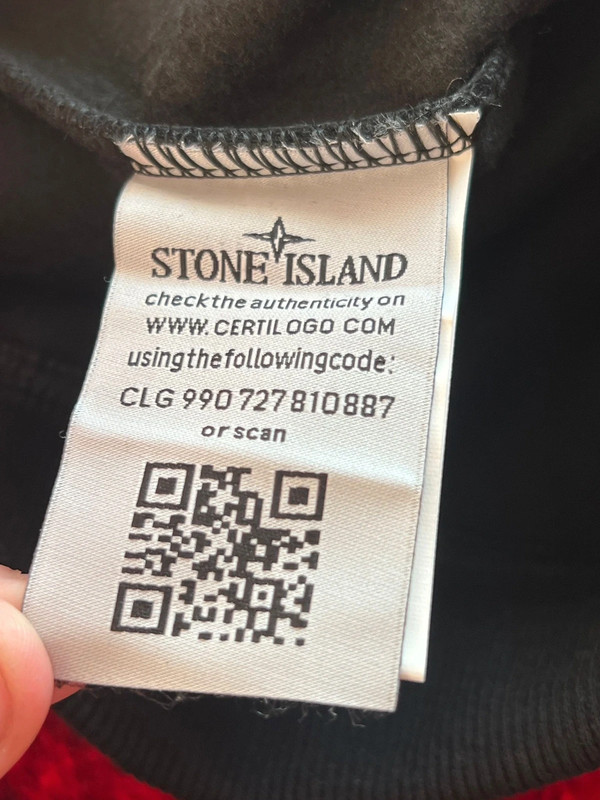 STONE ISLAND
check the authenticity on
WWW. CERTILOGO COM
using the following code:
CLG 990 727 810 887
or scan